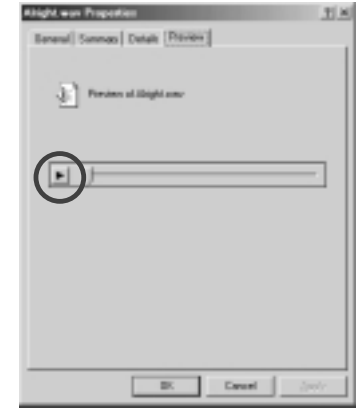 Alright.wav Properties
General Summary Details Preview
Preview of Alright.wav
OK Cancel Apply